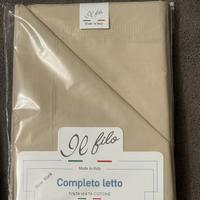 Il filo
Made in Italy
Il filo
Made in Italy
Completo letto
TINTA UNITA COTONE